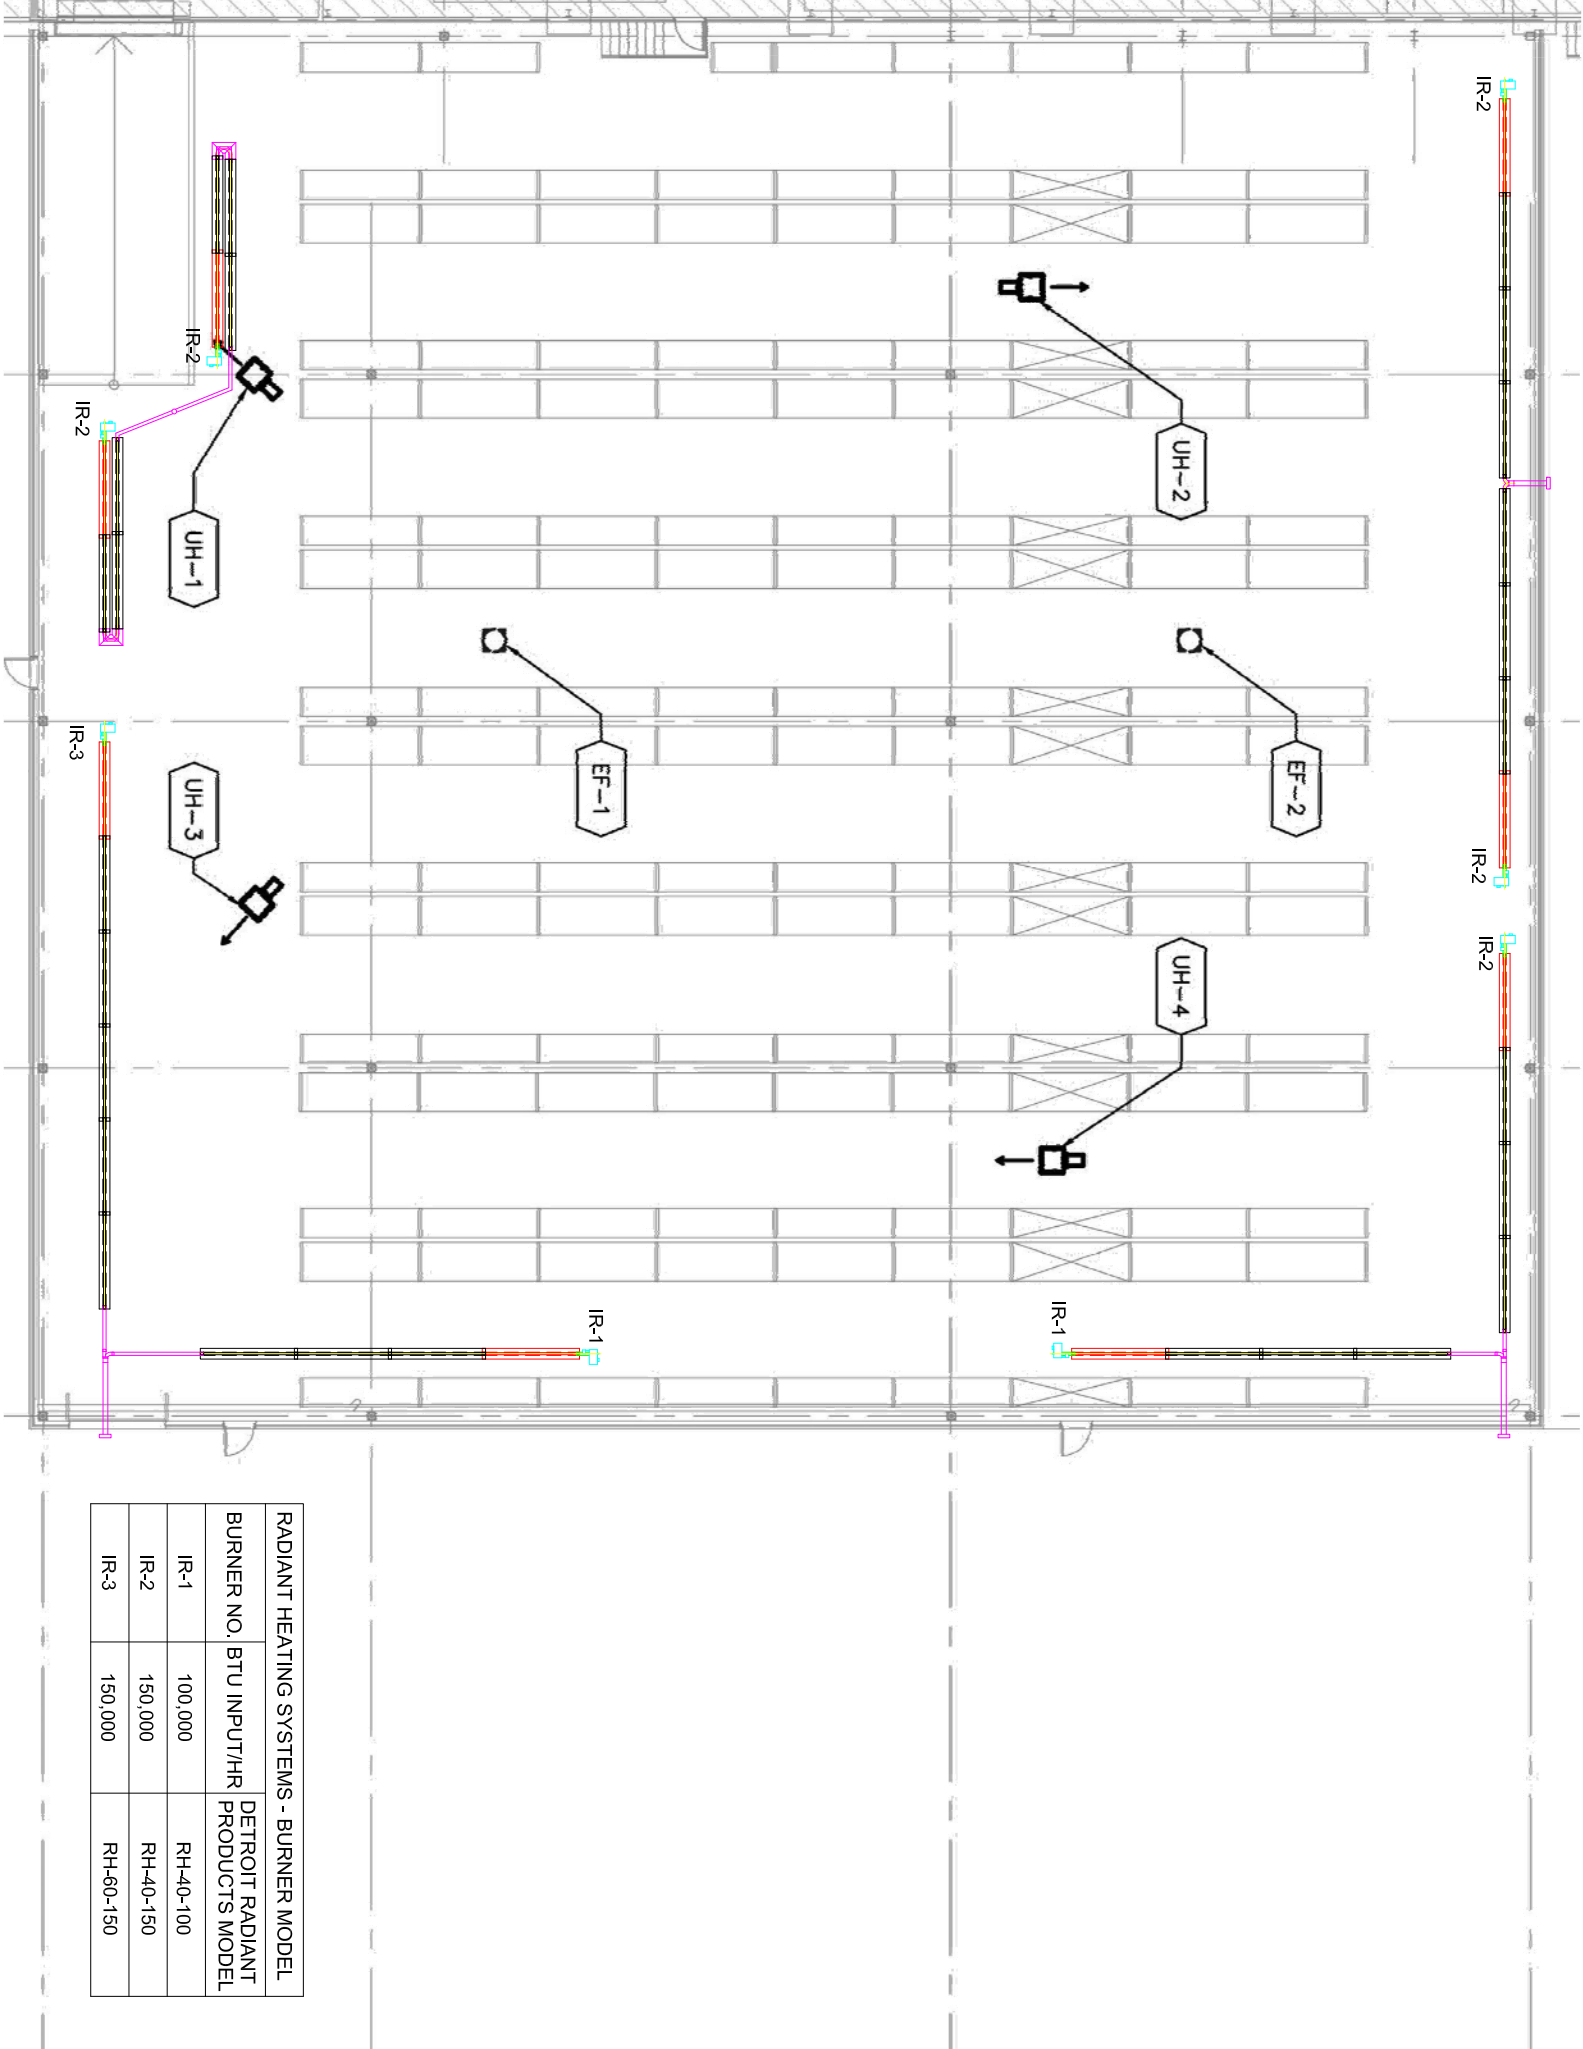 IR-2
IR-2
UH-2
IR-2
UH-1
EF-2
EF-1
IR-3
UH-3
IR-2
IR-2
UH-4
IR-1
IR-1
RADIANT HEATING SYSTEMS - BURNER MODEL
BURNER NO. BTU INPUT/HR DETROIT RADIANT
PRODUCTS MODEL
IR-1 100,000 RH-40-100
IR-2 150,000 RH-40-150
IR-3 150,000 RH-60-150